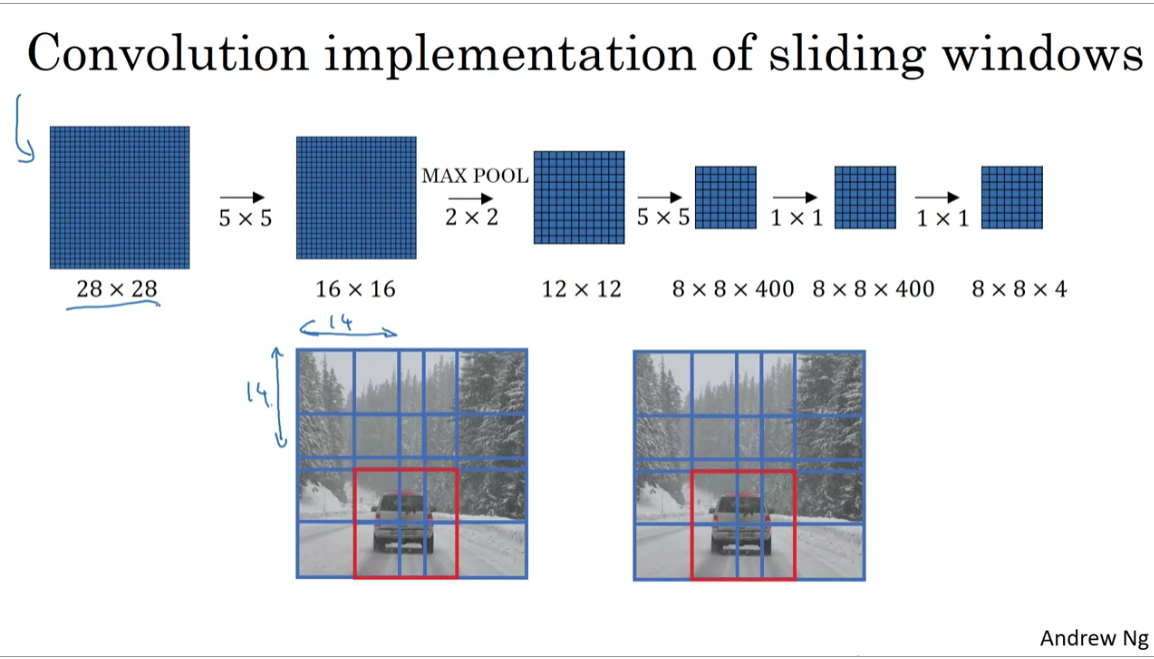 Convolution implementation of sliding windows
MAX POOL
5 × 5
2 × 2
5 × 5
1 × 1
1 × 1
28 × 28
16 × 16
12 × 12
8 × 8 × 400
8 × 8 × 400
8 × 8 × 4
14
14
Andrew Ng